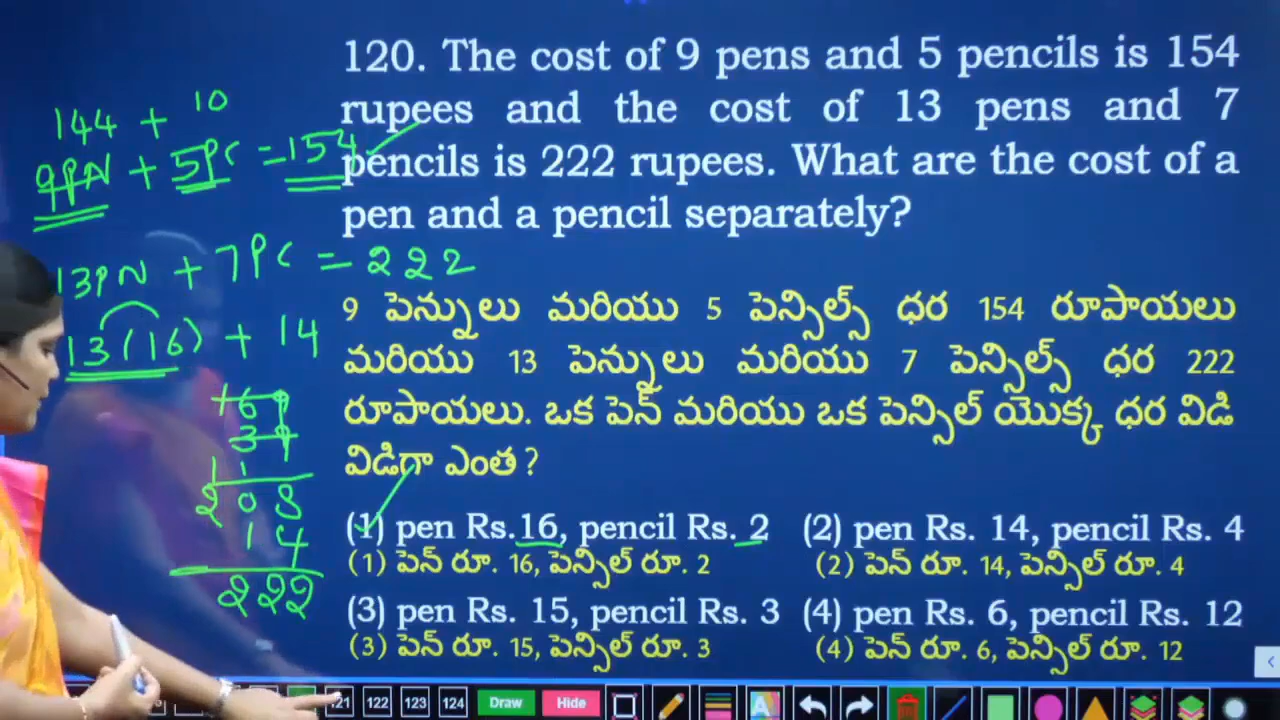 120. The cost of 9 pens and 5 pencils is 154
rupees and the cost of 13 pens and 7
pencils is 222 rupees. What are the cost of a
pen and a pencil separately?
144 + 10
9PN + 5PC = 154
13PN + 7PC = 222
13(16) + 14
208
14
222
9 పెన్నులు మరియు 5 పెన్సిల్స్ ధర 154 రూపాయలు
మరియు 13 పెన్నులు మరియు 7 పెన్సిల్స్ ధర 222
రూపాయలు. ఒక పెన్ మరియు ఒక పెన్సిల్ యొక్క ధర విడి
విడిగా ఎంత ?
(1) pen Rs.16, pencil Rs. 2 (2) pen Rs. 14, pencil Rs. 4
(1) పెన్ రూ. 16, పెన్సిల్ రూ. 2 (2) పెన్ రూ. 14, పెన్సిల్ రూ. 4
(3) pen Rs. 15, pencil Rs. 3 (4) pen Rs. 6, pencil Rs. 12
(3) పెన్ రూ. 15, పెన్సిల్ రూ. 3 (4) పెన్ రూ. 6, పెన్సిల్ రూ. 12
122 123 124 Draw Hide